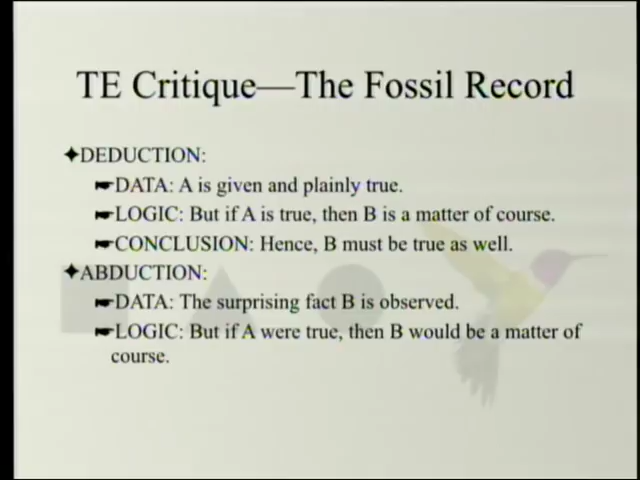 TE Critique—The Fossil Record
✦DEDUCTION:
☛DATA: A is given and plainly true.
☛LOGIC: But if A is true, then B is a matter of course.
☛CONCLUSION: Hence, B must be true as well.
✦ABDUCTION:
☛DATA: The surprising fact B is observed.
☛LOGIC: But if A were true, then B would be a matter of
course.